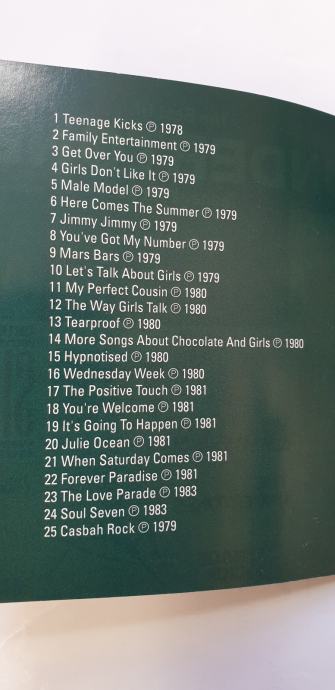 1 Teenage Kicks ℗ 1978
2 Family Entertainment ℗ 1979
3 Get Over You ℗ 1979
4 Girls Don't Like It ℗ 1979
5 Male Model ℗ 1979
6 Here Comes The Summer ℗ 1979
7 Jimmy Jimmy ℗ 1979
8 You've Got My Number ℗ 1979
9 Mars Bars ℗ 1979
10 Let's Talk About Girls ℗ 1979
11 My Perfect Cousin ℗ 1980
12 The Way Girls Talk ℗ 1980
13 Tearproof ℗ 1980
14 More Songs About Chocolate And Girls ℗ 1980
15 Hypnotised ℗ 1980
16 Wednesday Week ℗ 1980
17 The Positive Touch ℗ 1981
18 You're Welcome ℗ 1981
19 It's Going To Happen ℗ 1981
20 Julie Ocean ℗ 1981
21 When Saturday Comes ℗ 1981
22 Forever Paradise ℗ 1981
23 The Love Parade ℗ 1983
24 Soul Seven ℗ 1983
25 Casbah Rock ℗ 1979